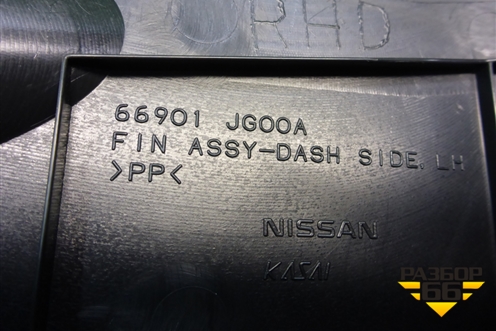 RHD
66901 JG00A
FIN ASSY-DASH SIDE, LH
>PP<
NISSAN
KASAI
РАЗБОР
66